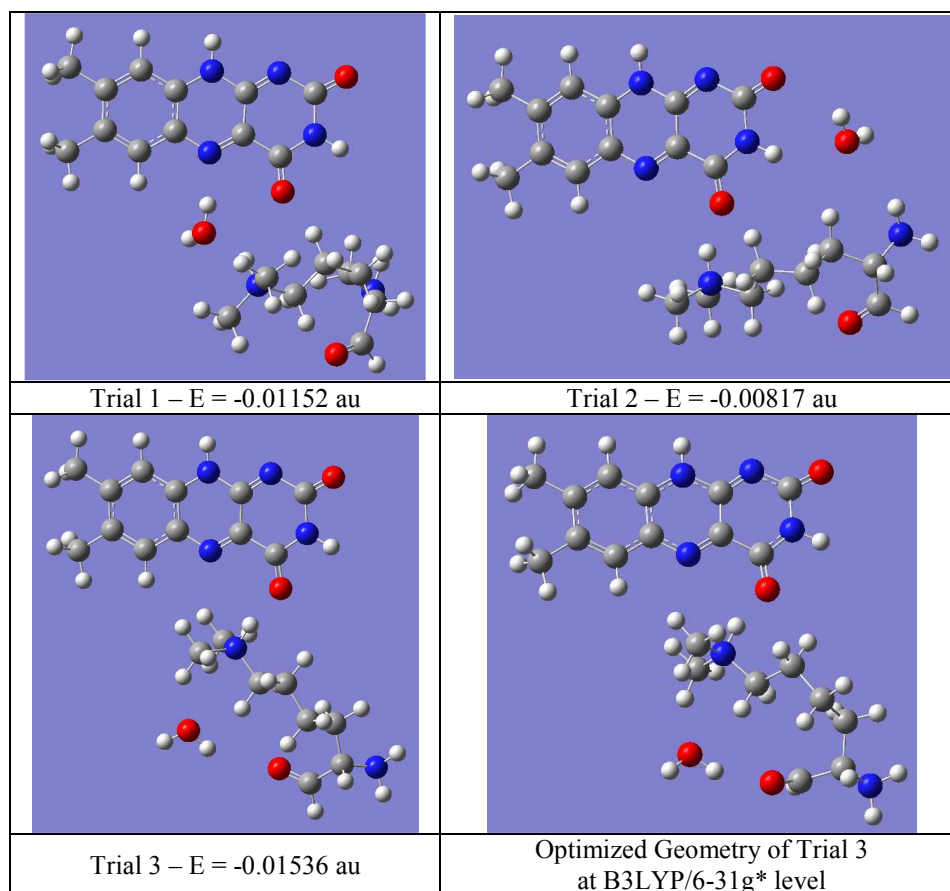 Trial 1 – E = -0.01152 au
Trial 2 – E = -0.00817 au
Trial 3 – E = -0.01536 au
Optimized Geometry of Trial 3
at B3LYP/6-31g* level